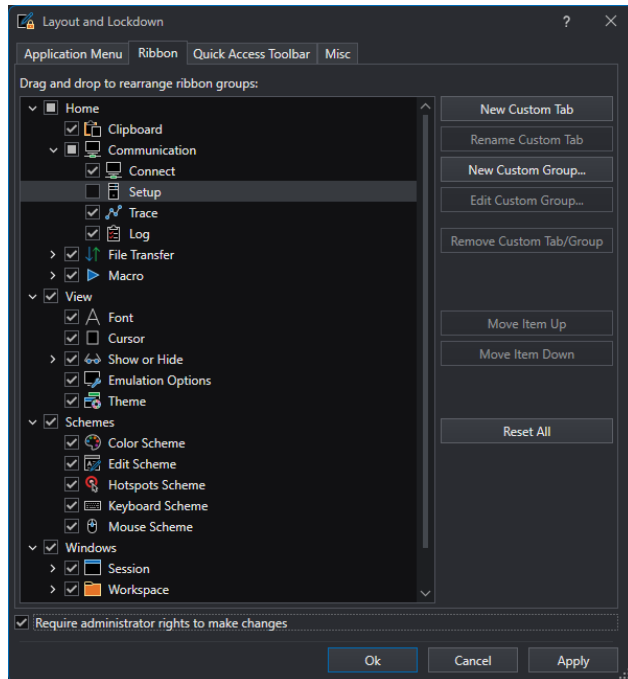 Layout and Lockdown ?
Application Menu Ribbon Quick Access Toolbar Misc
Drag and drop to rearrange ribbon groups:
Home
Clipboard
Communication
Connect
Setup
Trace
Log
File Transfer
Macro
View
Font
Cursor
Show or Hide
Emulation Options
Theme
Schemes
Color Scheme
Edit Scheme
Hotspots Scheme
Keyboard Scheme
Mouse Scheme
Windows
Session
Workspace
New Custom Tab
Rename Custom Tab
New Custom Group...
Edit Custom Group...
Remove Custom Tab/Group
Move Item Up
Move Item Down
Reset All
Require administrator rights to make changes
Ok Cancel Apply